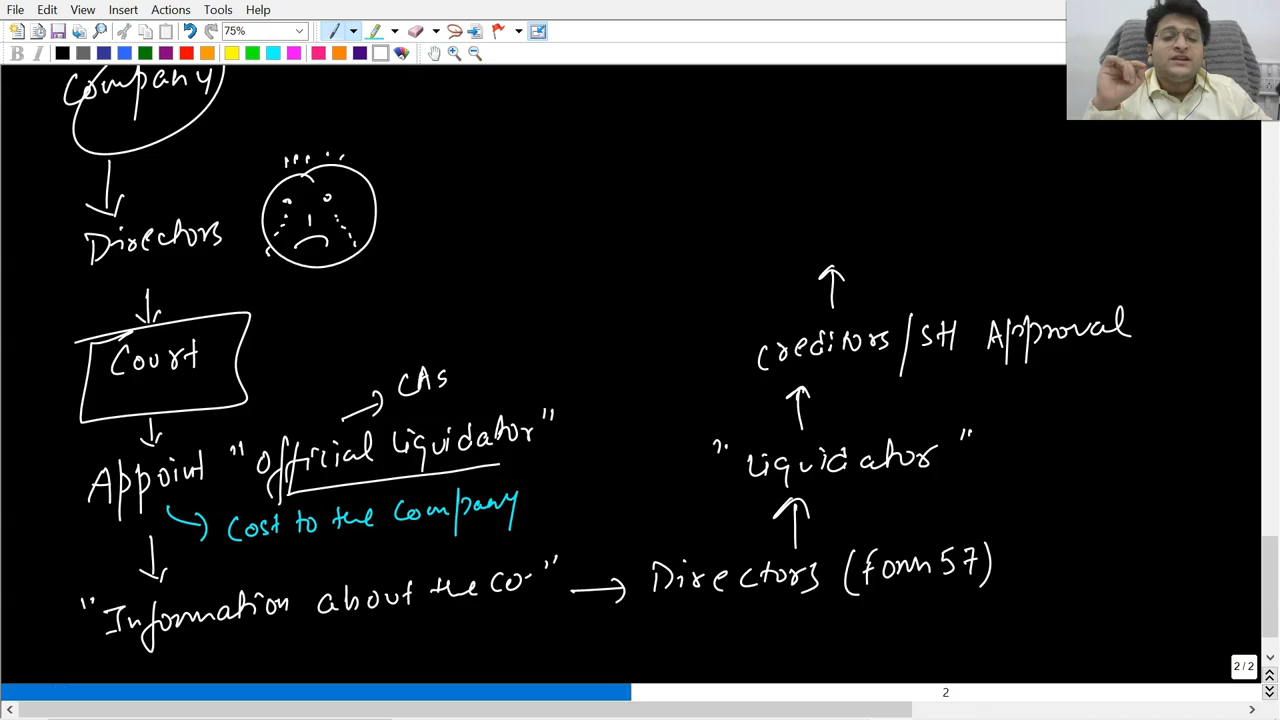 File Edit View Insert Actions Tools Help
75%
B I
Company
Directors
Court
CAs
Appoint "Official Liquidator"
Cost to the Company
"Information about the Co-" → Directors (Form 57)
"Liquidator"
Creditors/SH Approval
2/2
2